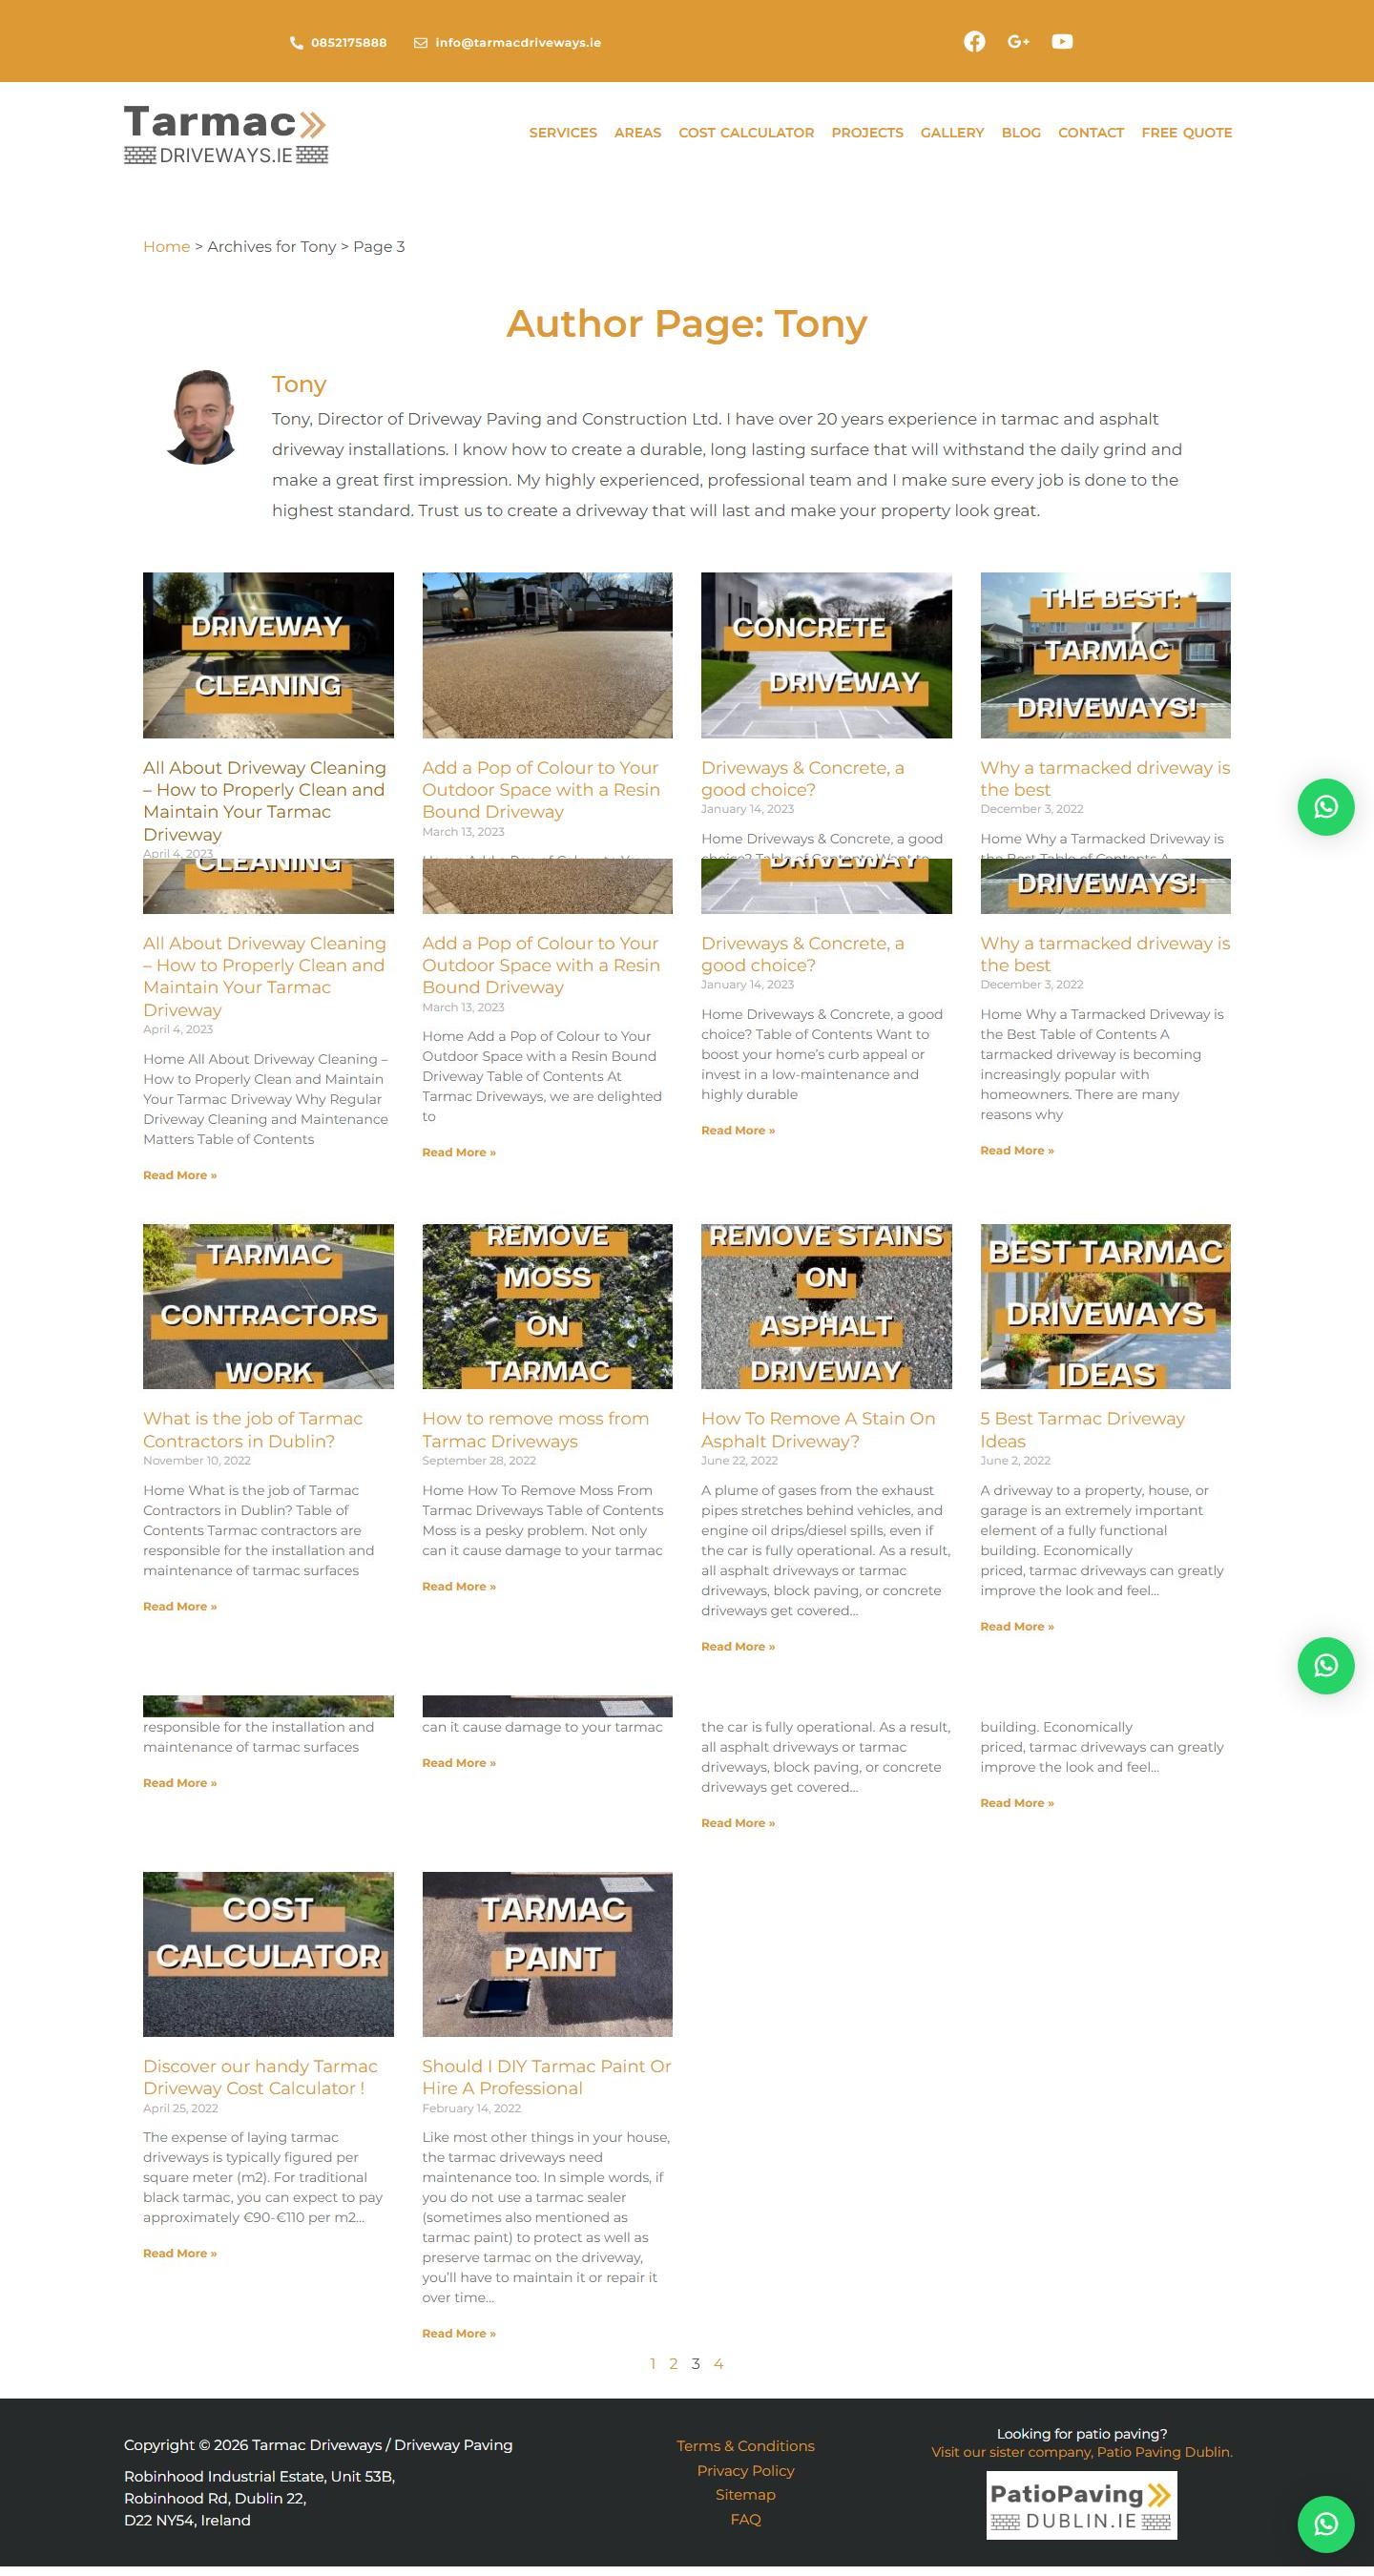 0852175888
info@tarmacdriveways.ie
Tarmac
DRIVEWAYS.IE
SERVICES AREAS COST CALCULATOR PROJECTS GALLERY BLOG CONTACT FREE QUOTE
Home > Archives for Tony > Page 3
Author Page: Tony
Tony
Tony, Director of Driveway Paving and Construction Ltd. I have over 20 years experience in tarmac and asphalt
driveway installations. I know how to create a durable, long lasting surface that will withstand the daily grind and
make a great first impression. My highly experienced, professional team and I make sure every job is done to the
highest standard. Trust us to create a driveway that will last and make your property look great.
DRIVEWAY
CLEANING
All About Driveway Cleaning
– How to Properly Clean and
Maintain Your Tarmac
Driveway
April 4, 2023
Add a Pop of Colour to Your
Outdoor Space with a Resin
Bound Driveway
March 13, 2023
Home Add a Pop of Colour to Your
CONCRETE
DRIVEWAY
Driveways & Concrete, a
good choice?
January 14, 2023
Home Driveways & Concrete, a good
choice? Table of Contents Want to
THE BEST:
TARMAC
DRIVEWAYS!
Why a tarmacked driveway is
the best
December 3, 2022
Home Why a Tarmacked Driveway is
the Best Table of Contents A
CLEANING
All About Driveway Cleaning
– How to Properly Clean and
Maintain Your Tarmac
Driveway
April 4, 2023
Home All About Driveway Cleaning –
How to Properly Clean and Maintain
Your Tarmac Driveway Why Regular
Driveway Cleaning and Maintenance
Matters Table of Contents
Read More »
Add a Pop of Colour to Your
Outdoor Space with a Resin
Bound Driveway
March 13, 2023
Home Add a Pop of Colour to Your
Outdoor Space with a Resin Bound
Driveway Table of Contents At
Tarmac Driveways, we are delighted
to
Read More »
DRIVEWAY
Driveways & Concrete, a
good choice?
January 14, 2023
Home Driveways & Concrete, a good
choice? Table of Contents Want to
boost your home’s curb appeal or
invest in a low-maintenance and
highly durable
Read More »
DRIVEWAYS!
Why a tarmacked driveway is
the best
December 3, 2022
Home Why a Tarmacked Driveway is
the Best Table of Contents A
tarmacked driveway is becoming
increasingly popular with
homeowners. There are many
reasons why
Read More »
TARMAC
CONTRACTORS
WORK
What is the job of Tarmac
Contractors in Dublin?
November 10, 2022
Home What is the job of Tarmac
Contractors in Dublin? Table of
Contents Tarmac contractors are
responsible for the installation and
maintenance of tarmac surfaces
Read More »
REMOVE
MOSS
ON
TARMAC
How to remove moss from
Tarmac Driveways
September 28, 2022
Home How To Remove Moss From
Tarmac Driveways Table of Contents
Moss is a pesky problem. Not only
can it cause damage to your tarmac
Read More »
REMOVE STAINS
ON
ASPHALT
DRIVEWAY
How To Remove A Stain On
Asphalt Driveway?
June 22, 2022
A plume of gases from the exhaust
pipes stretches behind vehicles, and
engine oil drips/diesel spills, even if
the car is fully operational. As a result,
all asphalt driveways or tarmac
driveways, block paving, or concrete
driveways get covered...
Read More »
BEST TARMAC
DRIVEWAYS
IDEAS
5 Best Tarmac Driveway
Ideas
June 2, 2022
A driveway to a property, house, or
garage is an extremely important
element of a fully functional
building. Economically
priced, tarmac driveways can greatly
improve the look and feel...
Read More »
responsible for the installation and
maintenance of tarmac surfaces
Read More »
can it cause damage to your tarmac
Read More »
the car is fully operational. As a result,
all asphalt driveways or tarmac
driveways, block paving, or concrete
driveways get covered...
Read More »
building. Economically
priced, tarmac driveways can greatly
improve the look and feel...
Read More »
COST
CALCULATOR
Discover our handy Tarmac
Driveway Cost Calculator !
April 25, 2022
The expense of laying tarmac
driveways is typically figured per
square meter (m2). For traditional
black tarmac, you can expect to pay
approximately €90-€110 per m2...
Read More »
TARMAC
PAINT
Should I DIY Tarmac Paint Or
Hire A Professional
February 14, 2022
Like most other things in your house,
the tarmac driveways need
maintenance too. In simple words, if
you do not use a tarmac sealer
(sometimes also mentioned as
tarmac paint) to protect as well as
preserve tarmac on the driveway,
you’ll have to maintain it or repair it
over time...
Read More »
1 2 3 4
Copyright © 2026 Tarmac Driveways / Driveway Paving
Robinhood Industrial Estate, Unit 53B,
Robinhood Rd, Dublin 22,
D22 NY54, Ireland
Terms & Conditions
Privacy Policy
Sitemap
FAQ
Looking for patio paving?
Visit our sister company, Patio Paving Dublin.
PatioPaving
DUBLIN.IE